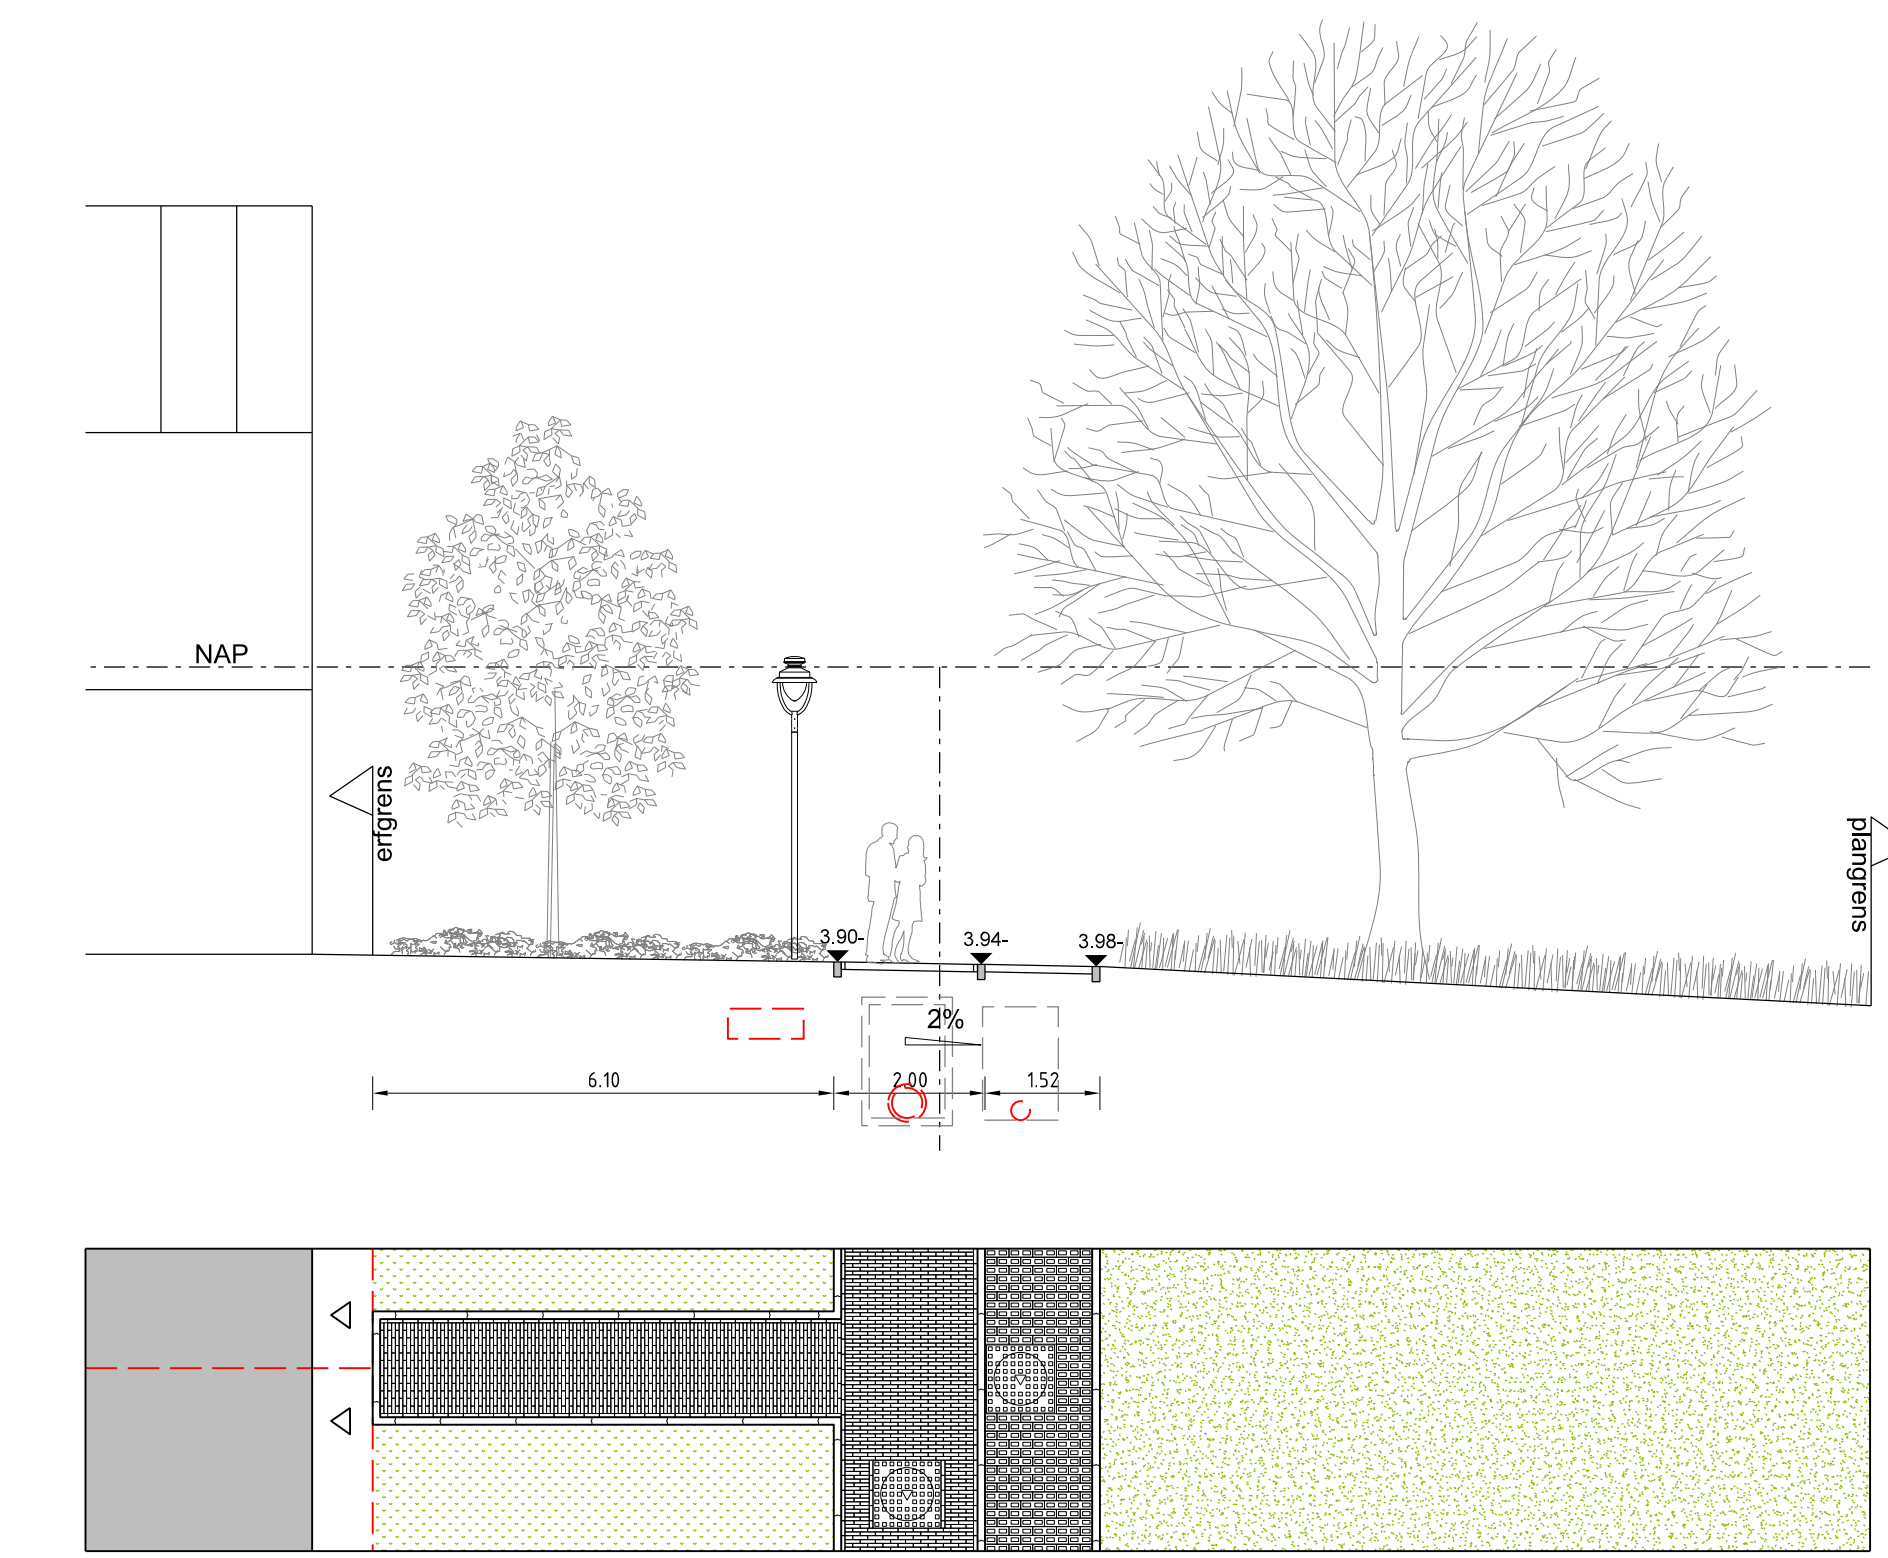 NAP
erfgrens
plangrens
3.90- 3.94- 3.98-
2%
6.10 2.00 1.52